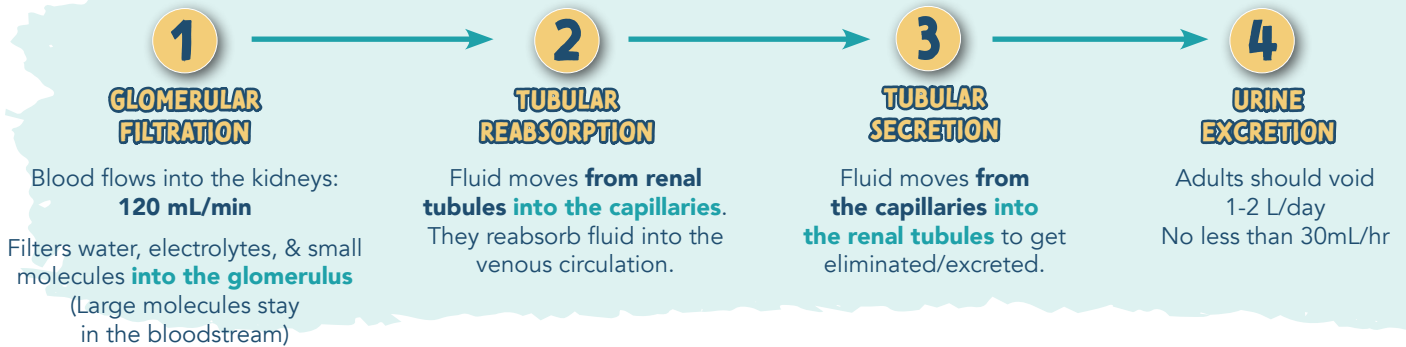 1
GLOMERULAR
FILTRATION
Blood flows into the kidneys:
120 mL/min
Filters water, electrolytes, & small
molecules into the glomerulus
(Large molecules stay
in the bloodstream)
2
TUBULAR
REABSORPTION
Fluid moves from renal
tubules into the capillaries.
They reabsorb fluid into the
venous circulation.
3
TUBULAR
SECRETION
Fluid moves from
the capillaries into
the renal tubules to get
eliminated/excreted.
4
URINE
EXCRETION
Adults should void
1-2 L/day
No less than 30mL/hr